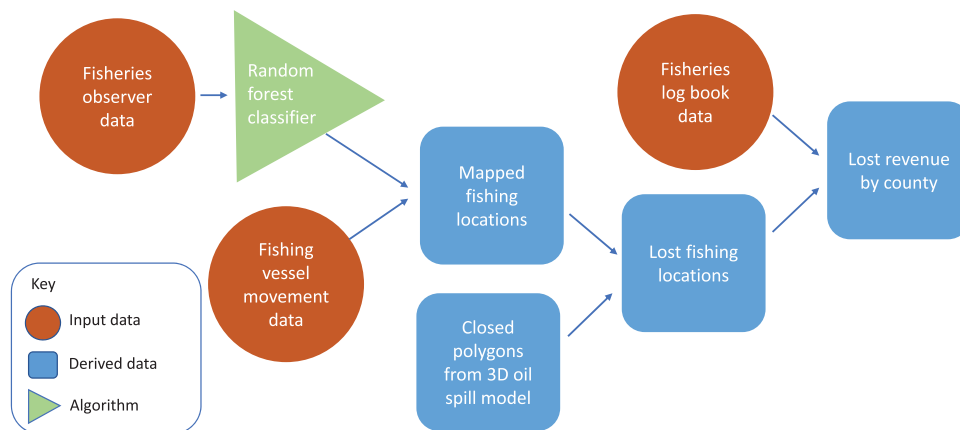 Fisheries
observer
data
Random
forest
classifier
Fisheries
log book
data
Lost revenue
by county
Mapped
fishing
locations
Fishing
vessel
movement
data
Lost fishing
locations
Closed
polygons
from 3D oil
spill model
Key
Input data
Derived data
Algorithm